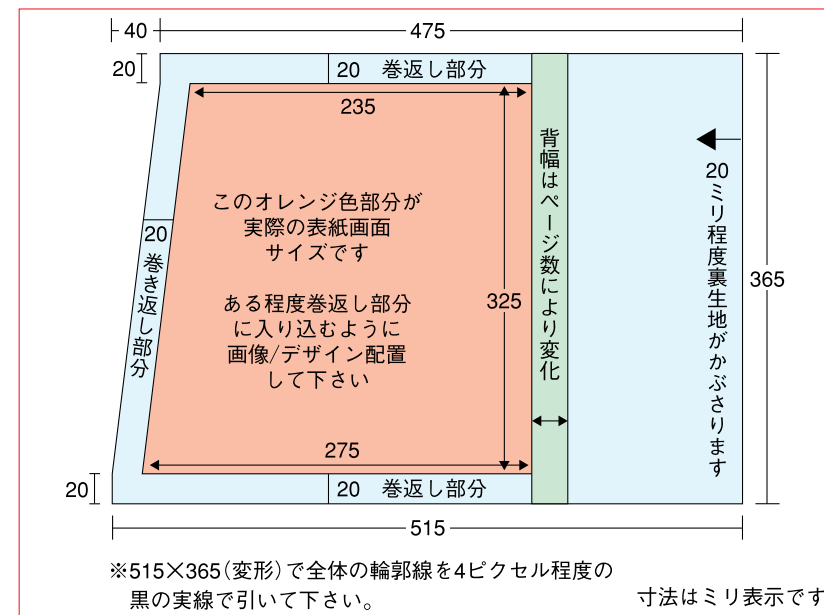 40
475
20
20 巻返し部分
235
このオレンジ色部分が
実際の表紙画面
サイズです
ある程度巻返し部分
に入り込むように
画像/デザイン配置
して下さい
325
背幅はページ数により変化
20ミリ程度裏生地がかぶさります
365
20
巻き返し部分
275
20
20 巻返し部分
515
※515×365(変形)で全体の輪郭線を4ピクセル程度の
黒の実線で引いて下さい。
寸法はミリ表示です